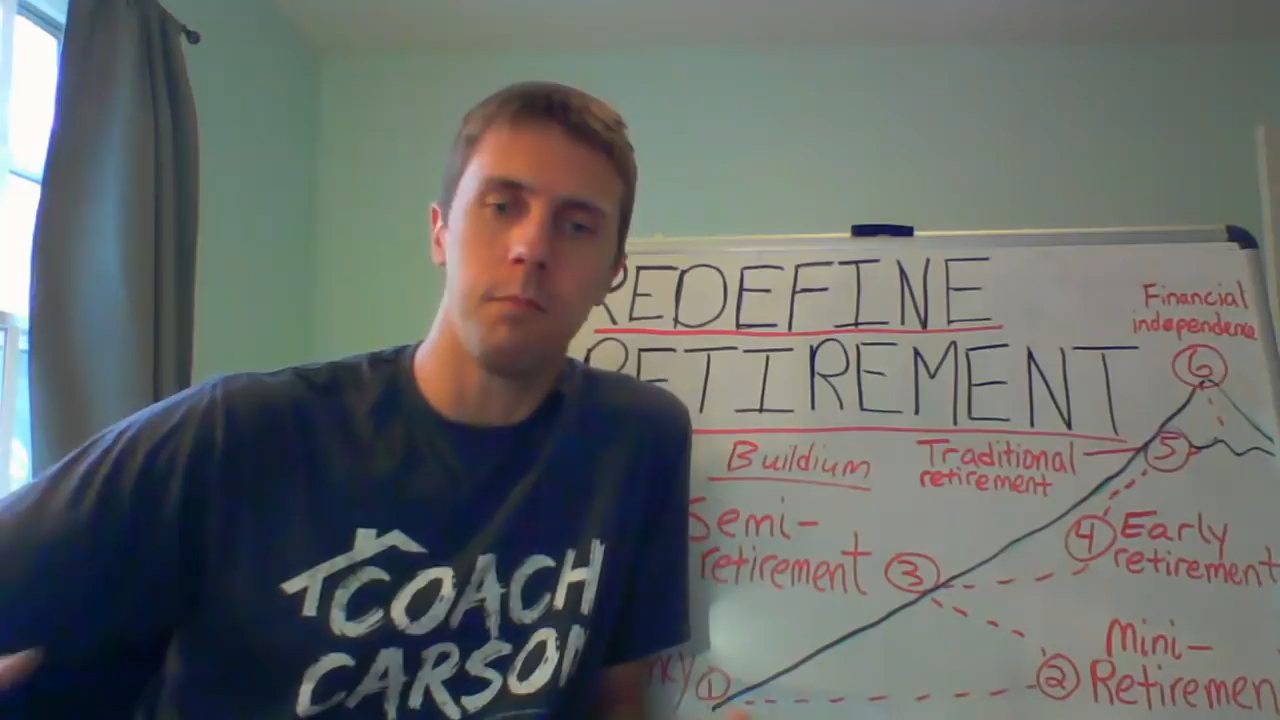 REDEFINE
RETIREMENT
Financial
independence
6
Buildium
Traditional
retirement
5
Semi-
retirement
3
4
Early
retirement
Mini-
Retiremen
1
2
COACH
CARSON